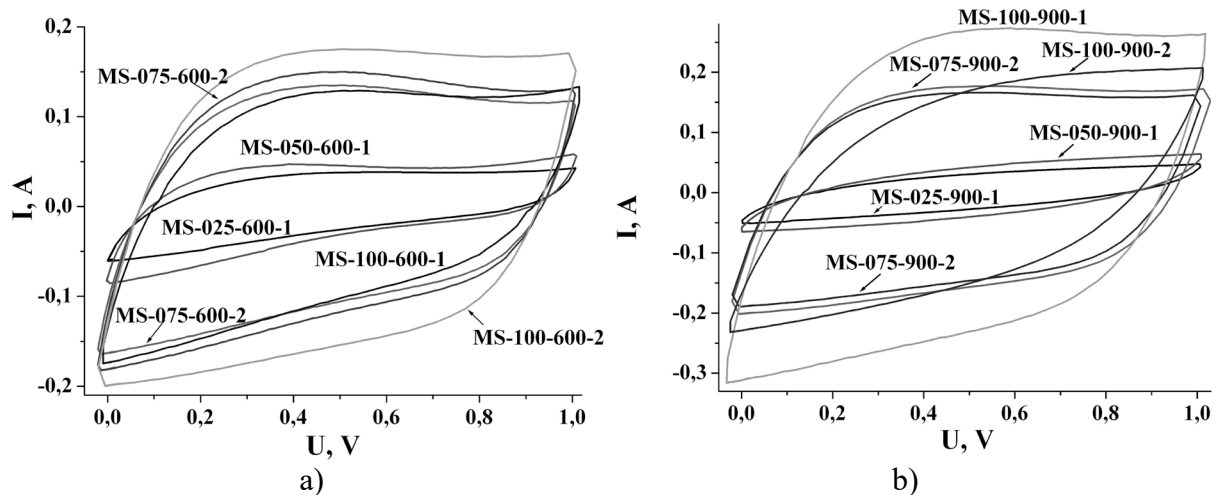 0,2
0,1
0,0
-0,1
-0,2
I, A
MS-075-600-2
MS-050-600-1
MS-025-600-1
MS-100-600-1
MS-075-600-2
MS-100-600-2
0,0 0,2 0,4 0,6 0,8 1,0
U, V
a)
MS-100-900-1
MS-100-900-2
MS-075-900-2
0,2
0,1
0,0
-0,1
-0,2
-0,3
I, A
MS-050-900-1
MS-025-900-1
MS-075-900-2
0,0 0,2 0,4 0,6 0,8 1,0
U, V
b)